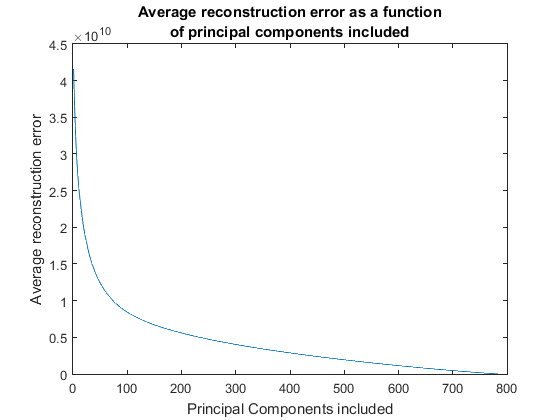 Average reconstruction error as a function
of principal components included
×10^10
4.5
4
3.5
3
2.5
2
1.5
1
0.5
0
Average reconstruction error
0 100 200 300 400 500 600 700 800
Principal Components included